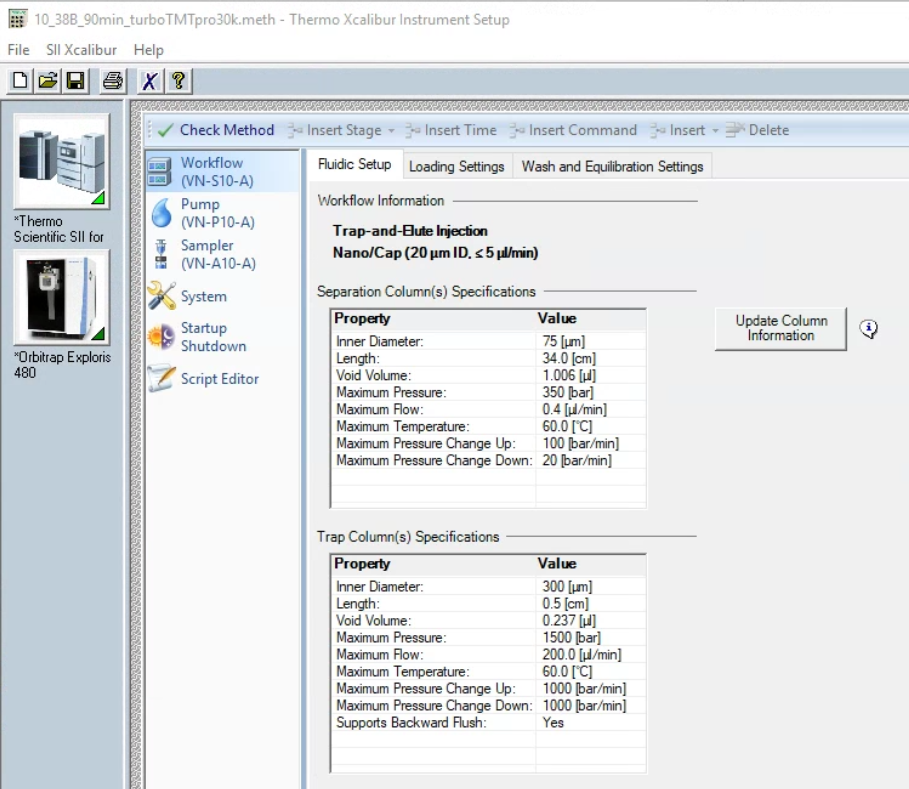 10_38B_90min_turboTMTpro30k.meth - Thermo Xcalibur Instrument Setup
File SII Xcalibur Help
Check Method Insert Stage Insert Time Insert Command Insert Delete
*Thermo
Scientific SII for
*Orbitrap Exploris
480
Workflow
(VN-S10-A)
Pump
(VN-P10-A)
Sampler
(VN-A10-A)
System
Startup
Shutdown
Script Editor
Fluidic Setup Loading Settings Wash and Equilibration Settings
Workflow Information
Trap-and-Elute Injection
Nano/Cap (20 µm ID, ≤ 5 µl/min)
Separation Column(s) Specifications
Property Value
Inner Diameter: 75 [µm]
Length: 34.0 [cm]
Void Volume: 1.006 [µl]
Maximum Pressure: 350 [bar]
Maximum Flow: 0.4 [µl/min]
Maximum Temperature: 60.0 [°C]
Maximum Pressure Change Up: 100 [bar/min]
Maximum Pressure Change Down: 20 [bar/min]
Update Column
Information
Trap Column(s) Specifications
Property Value
Inner Diameter: 300 [µm]
Length: 0.5 [cm]
Void Volume: 0.237 [µl]
Maximum Pressure: 1500 [bar]
Maximum Flow: 200.0 [µl/min]
Maximum Temperature: 60.0 [°C]
Maximum Pressure Change Up: 1000 [bar/min]
Maximum Pressure Change Down: 1000 [bar/min]
Supports Backward Flush: Yes